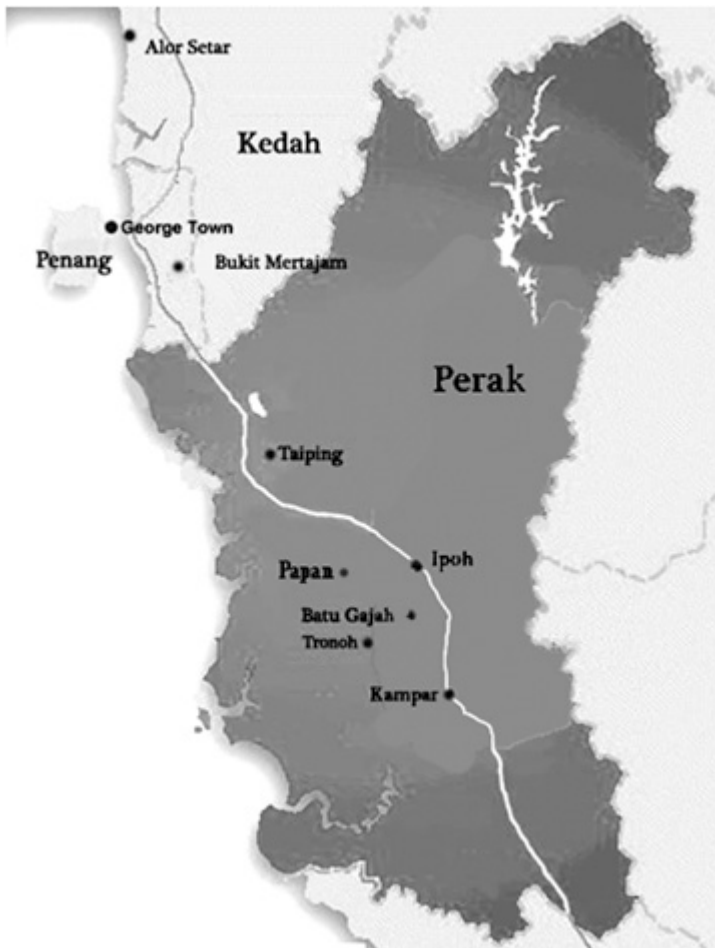 Alor Setar
Kedah
George Town
Penang
Bukit Mertajam
Perak
Taiping
Ipoh
Papan
Batu Gajah
Tronoh
Kampar